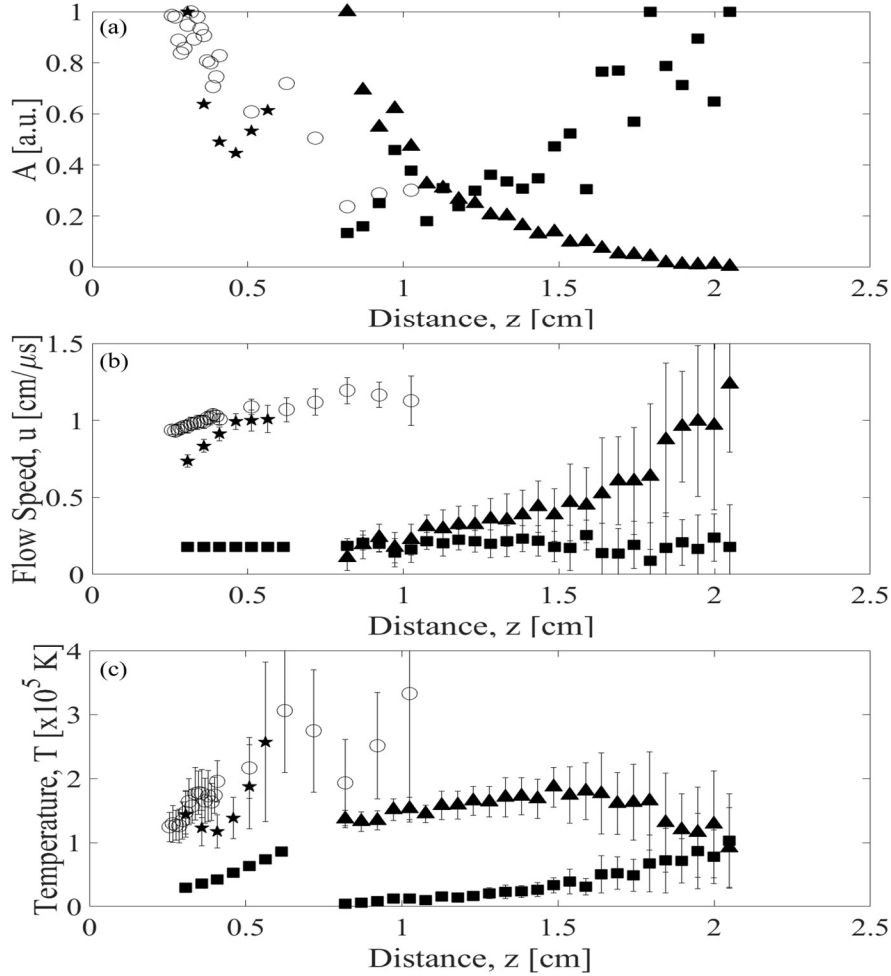 (a)
1
0.8
0.6
0.4
0.2
0
A [a.u.]
0 0.5 1 1.5 2 2.5
Distance, z [cm]
(b)
1.5
1
0.5
0
Flow Speed, u [cm/μs]
0 0.5 1 1.5 2 2.5
Distance, z [cm]
(c)
4
3
2
1
0
Temperature, T [x10⁵ K]
0 0.5 1 1.5 2 2.5
Distance, z [cm]